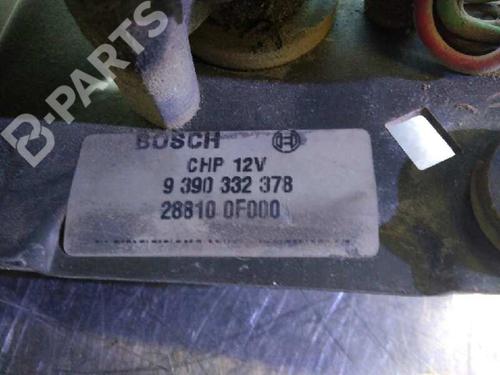 B-PARTS
BOSCH
CHP 12V
9 390 332 378
28810 0F000